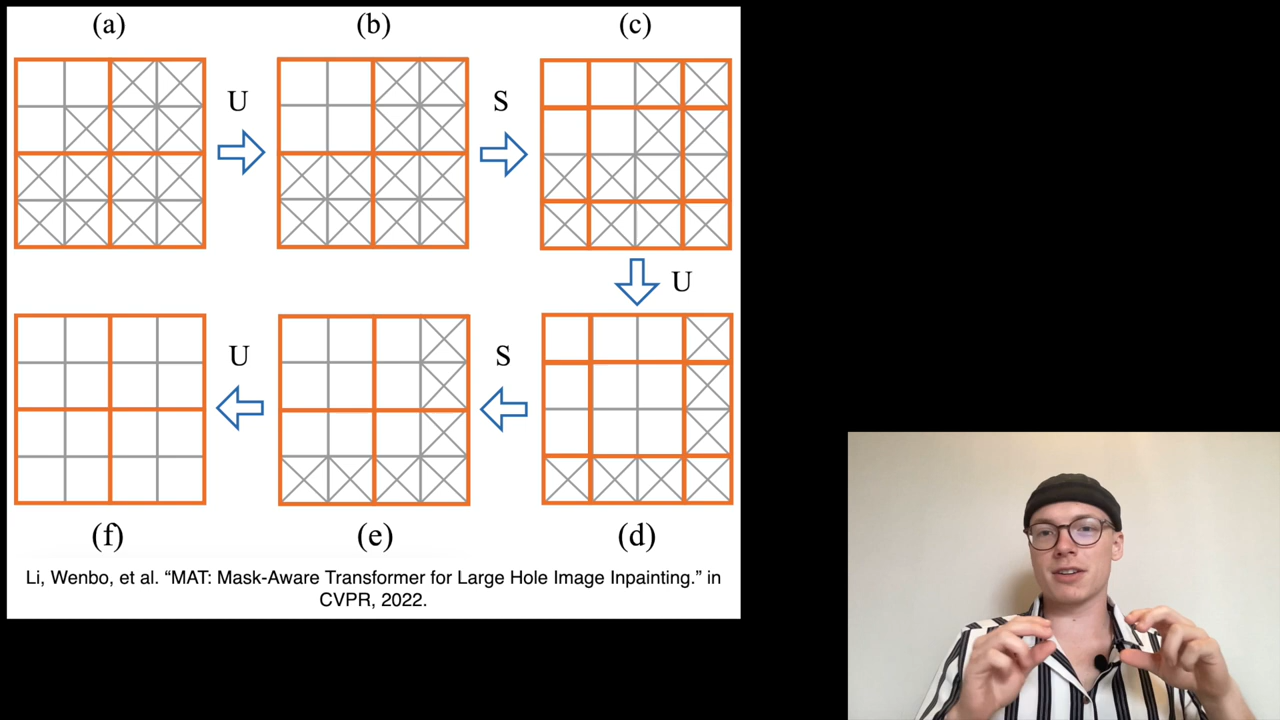 (a) (b) (c)
U S
U
U S
(f) (e) (d)
Li, Wenbo, et al. “MAT: Mask-Aware Transformer for Large Hole Image Inpainting.” in
CVPR, 2022.